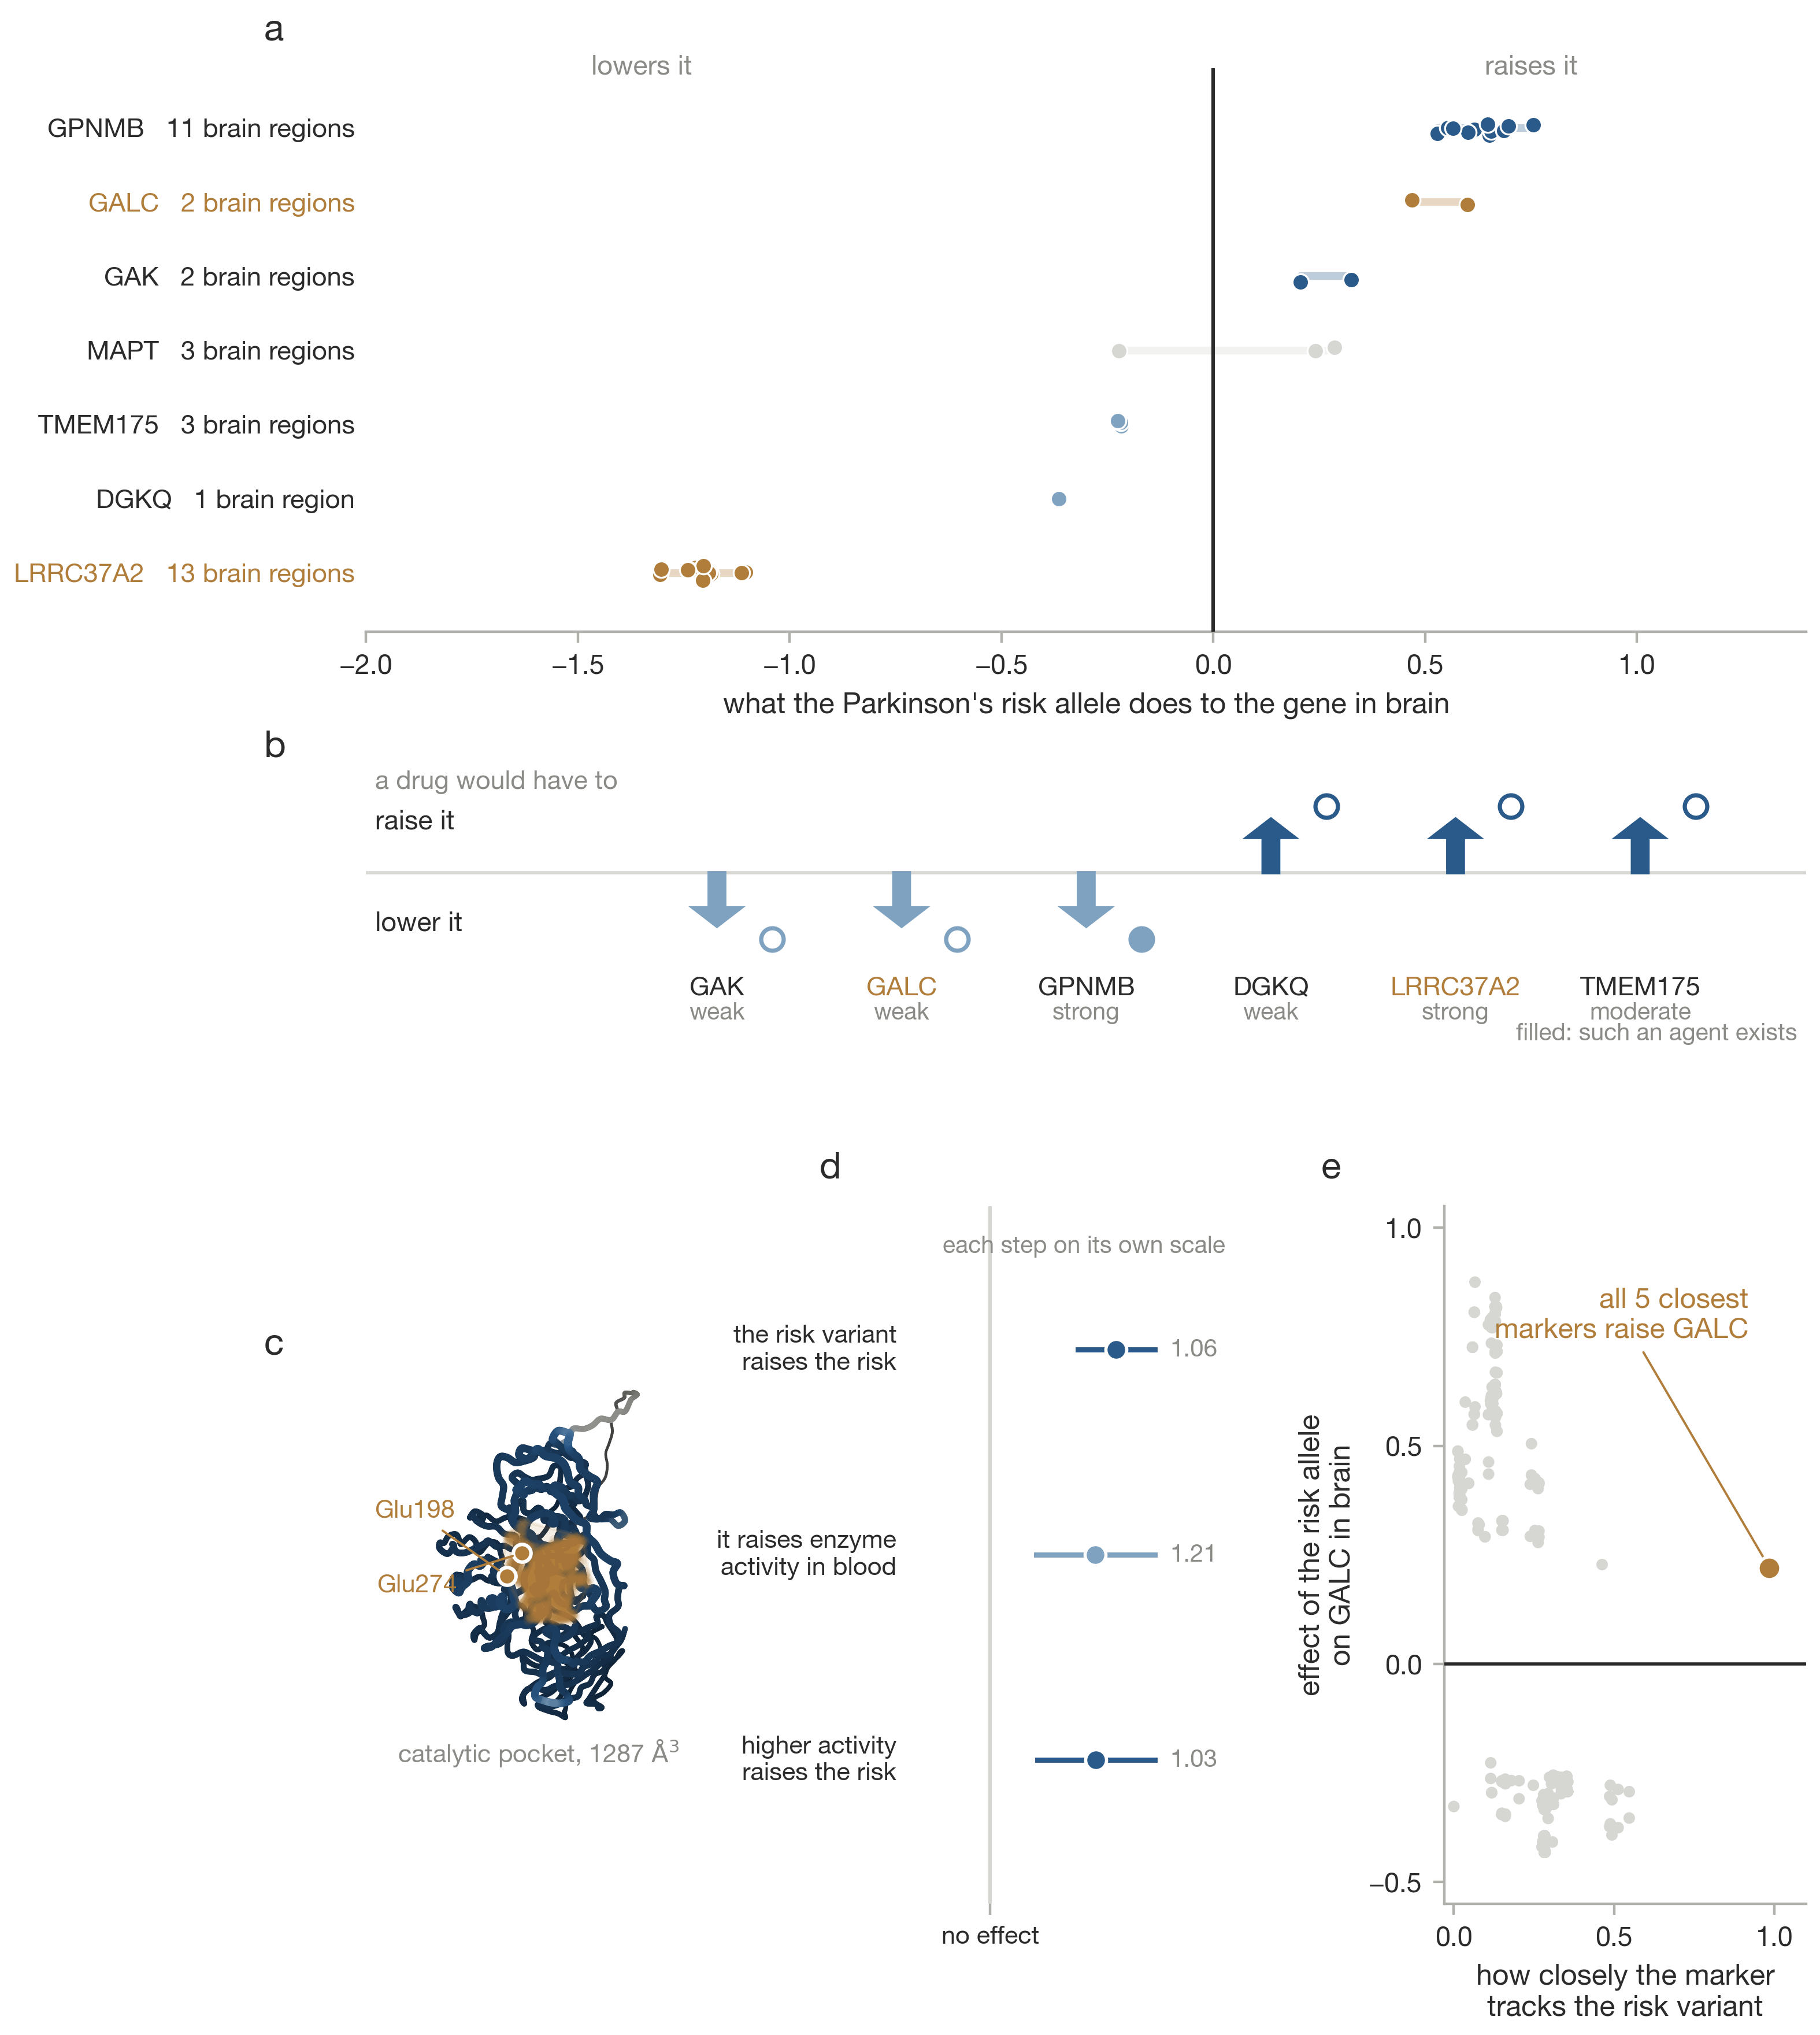 a
lowers it
raises it
GPNMB 11 brain regions
GALC 2 brain regions
GAK 2 brain regions
MAPT 3 brain regions
TMEM175 3 brain regions
DGKQ 1 brain region
LRRC37A2 13 brain regions
−2.0
−1.5
−1.0
−0.5
0.0
0.5
1.0
what the Parkinson's risk allele does to the gene in brain
b
a drug would have to
raise it
lower it
GAK
weak
GALC
weak
GPNMB
strong
DGKQ
weak
LRRC37A2
strong
TMEM175
moderate
filled: such an agent exists
c
Glu198
Glu274
catalytic pocket, 1287 Å³
d
each step on its own scale
the risk variant
raises the risk
1.06
it raises enzyme
activity in blood
1.21
higher activity
raises the risk
1.03
no effect
e
effect of the risk allele
on GALC in brain
1.0
0.5
0.0
−0.5
all 5 closest
markers raise GALC
0.0
0.5
1.0
how closely the marker
tracks the risk variant